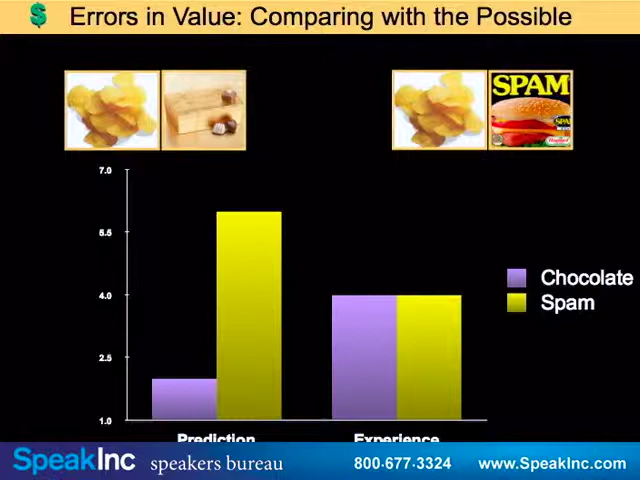 $ Errors in Value: Comparing with the Possible
SPAM
7.0
5.5
4.0
2.5
1.0
Chocolate
Spam
Prediction
Experience
SpeakInc speakers bureau 800·677·3324 www.SpeakInc.com